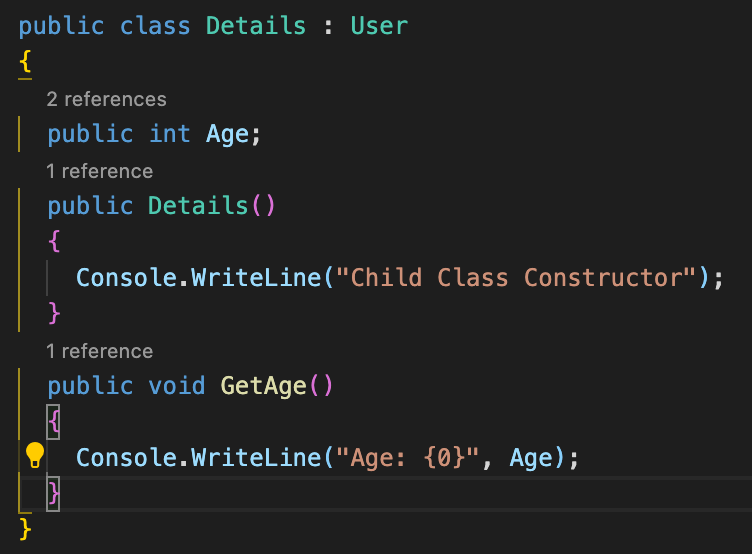 public class Details : User
{
2 references
public int Age;
1 reference
public Details()
{
Console.WriteLine("Child Class Constructor");
}
1 reference
public void GetAge()
{
Console.WriteLine("Age: {0}", Age);
}
}